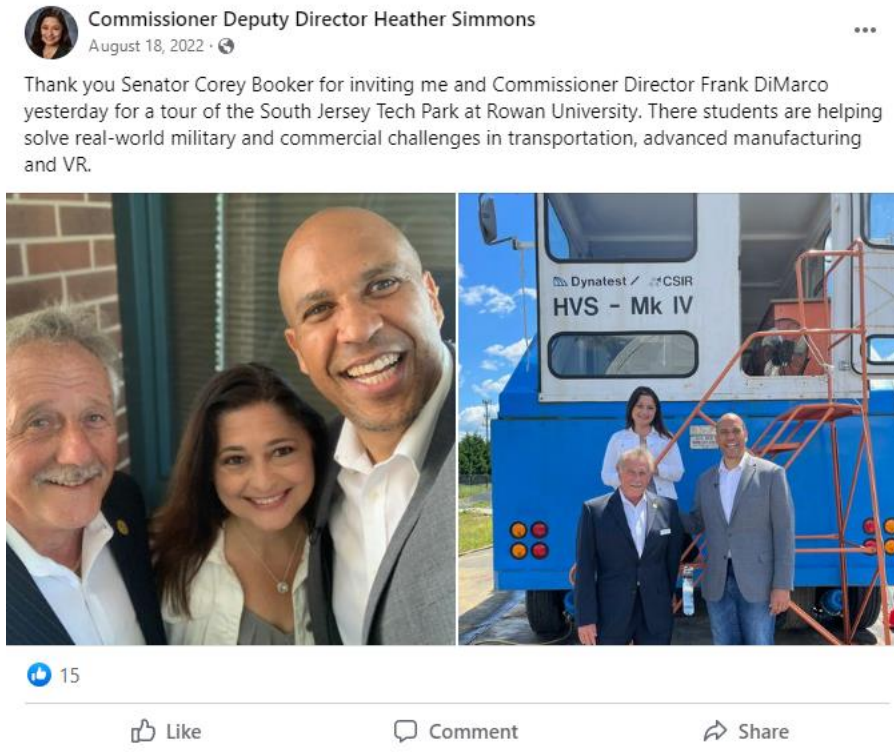 Commissioner Deputy Director Heather Simmons
August 18, 2022 ·
Thank you Senator Corey Booker for inviting me and Commissioner Director Frank DiMarco
yesterday for a tour of the South Jersey Tech Park at Rowan University. There students are helping
solve real-world military and commercial challenges in transportation, advanced manufacturing
and VR.
Dynatest / CSIR
HVS - Mk IV
15
Like Comment Share